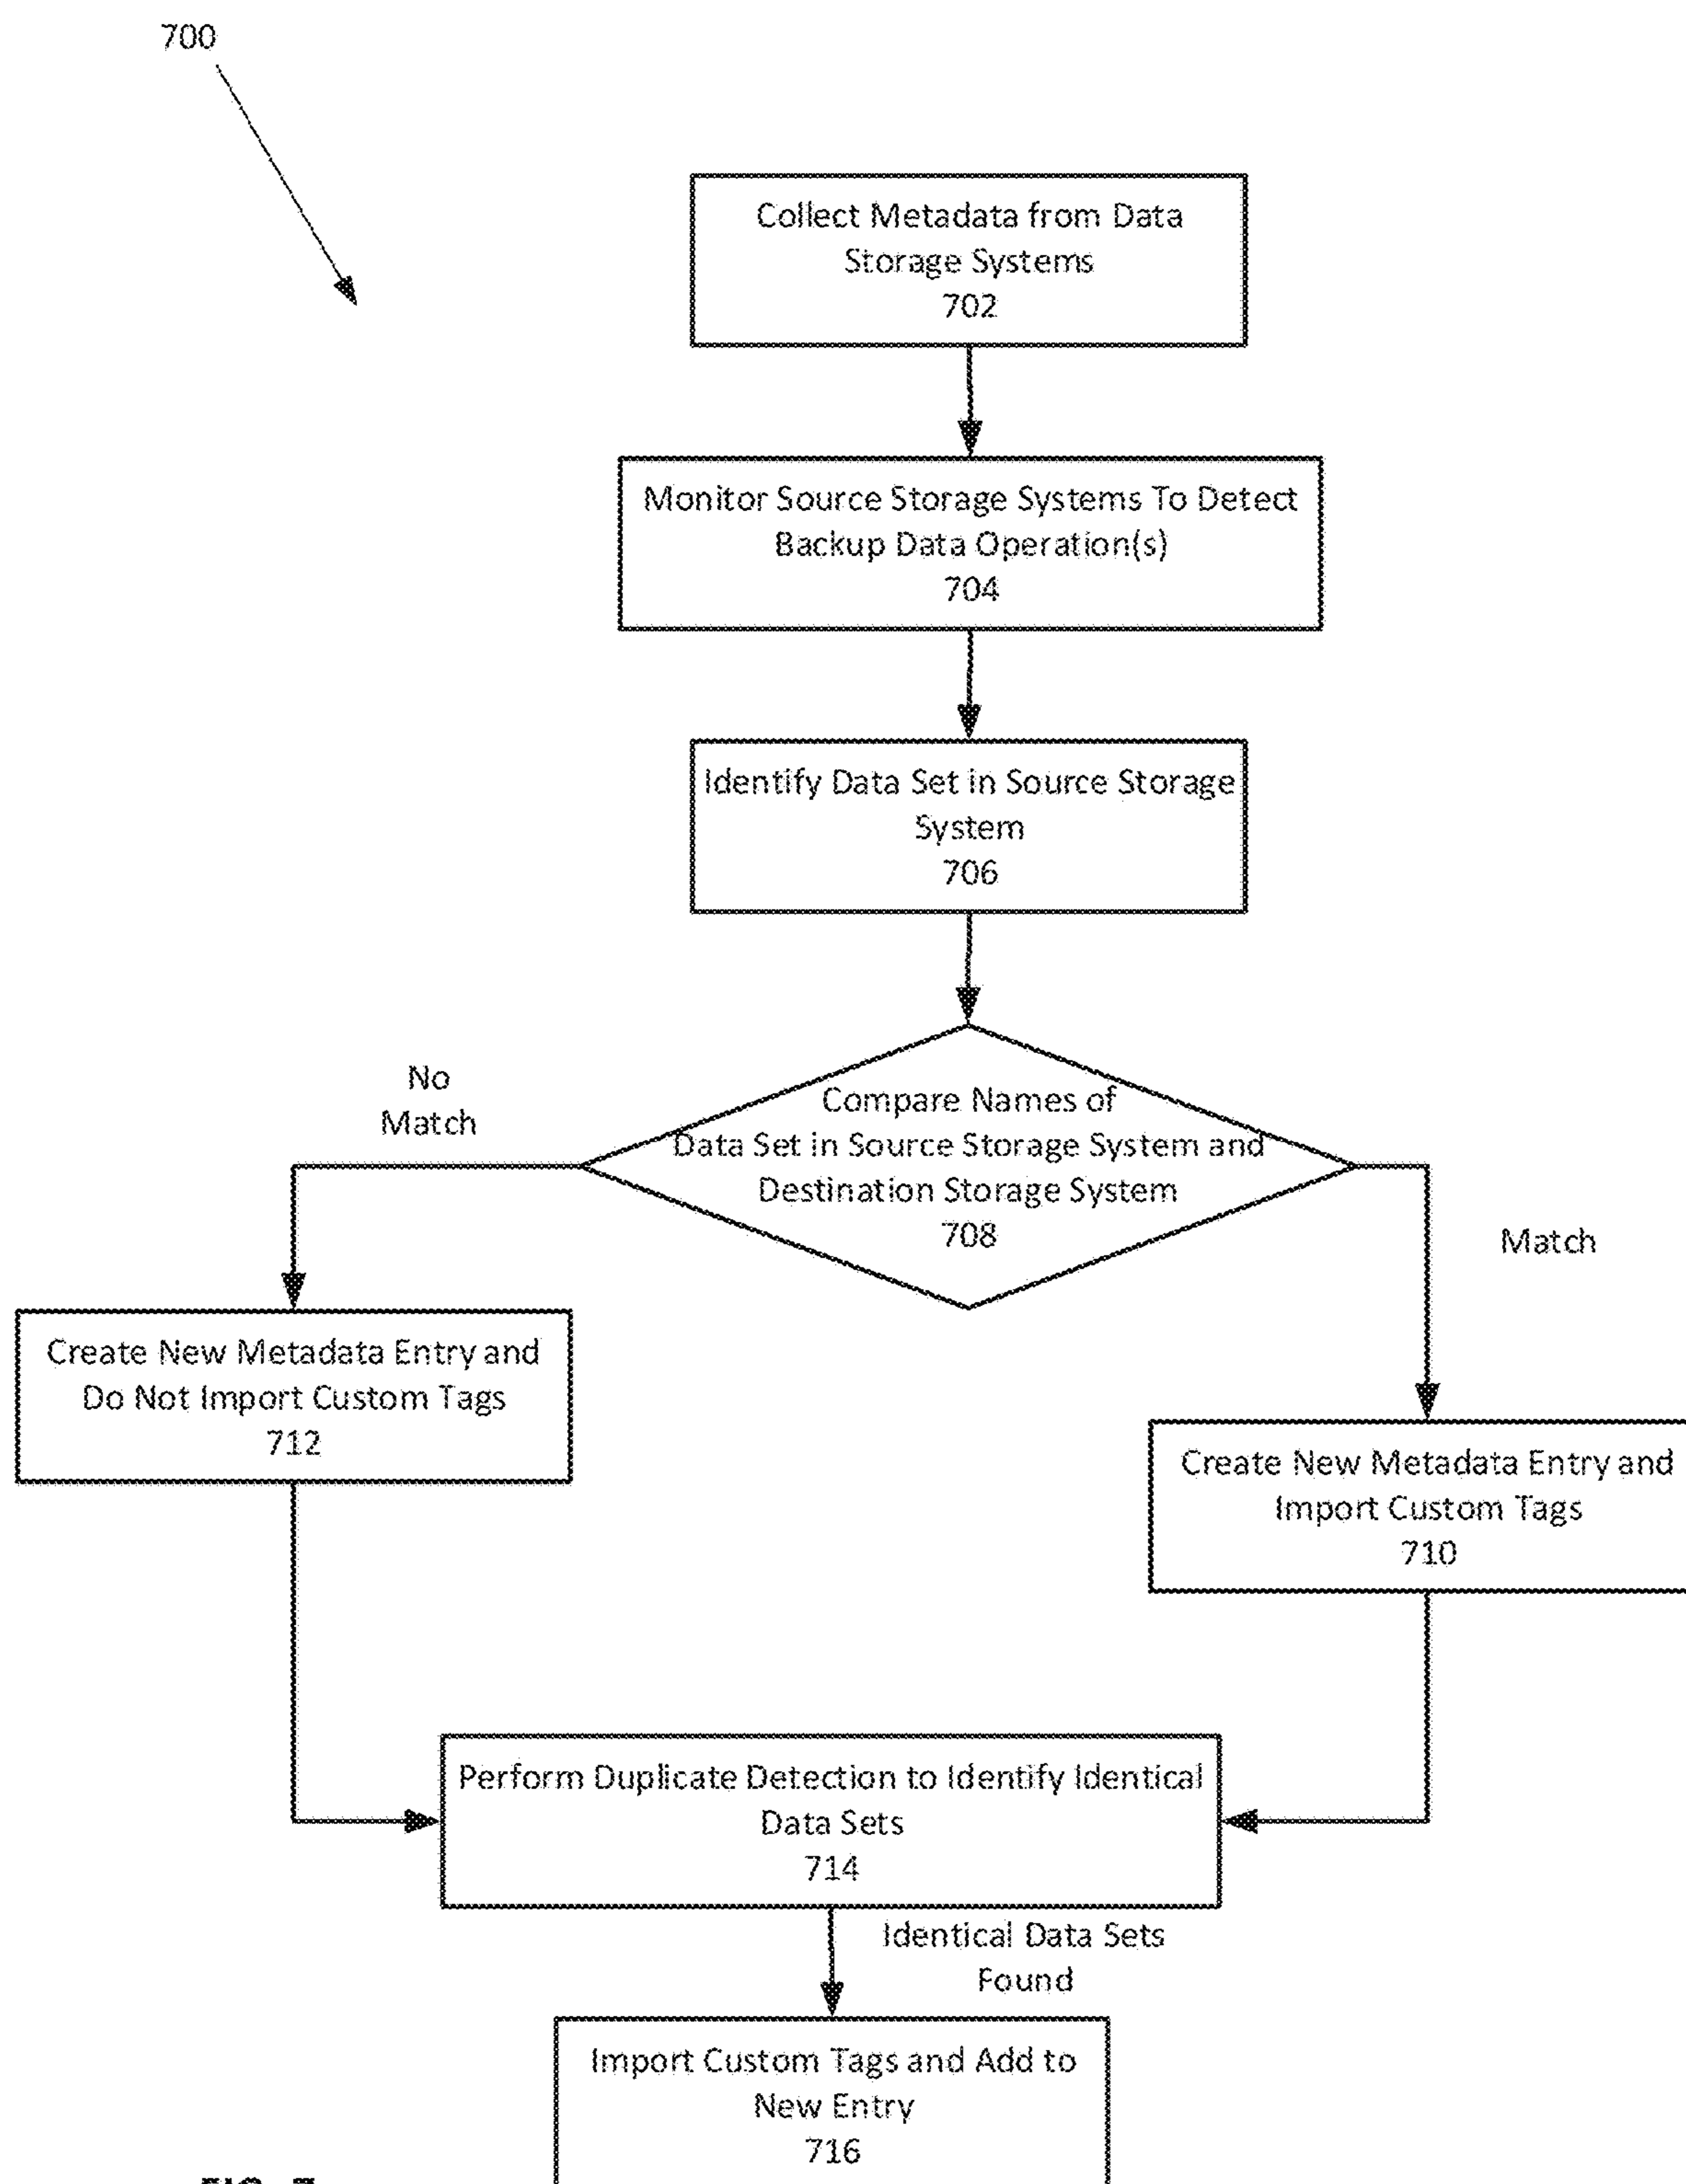 700
Collect Metadata from Data
Storage Systems
702
Monitor Source Storage Systems To Detect
Backup Data Operation(s)
704
Identify Data Set in Source Storage
System
706
No
Match
Compare Names of
Data Set in Source Storage System and
Destination Storage System
708
Match
Create New Metadata Entry and
Do Not Import Custom Tags
712
Create New Metadata Entry and
Import Custom Tags
710
Perform Duplicate Detection to Identify Identical
Data Sets
714
Identical Data Sets
Found
Import Custom Tags and Add to
New Entry
716